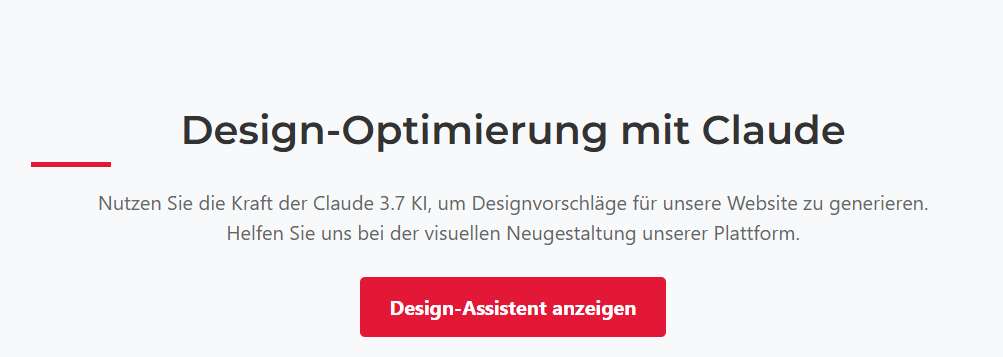 Design-Optimierung mit Claude
Nutzen Sie die Kraft der Claude 3.7 KI, um Designvorschläge für unsere Website zu generieren.
Helfen Sie uns bei der visuellen Neugestaltung unserer Plattform.
Design-Assistent anzeigen